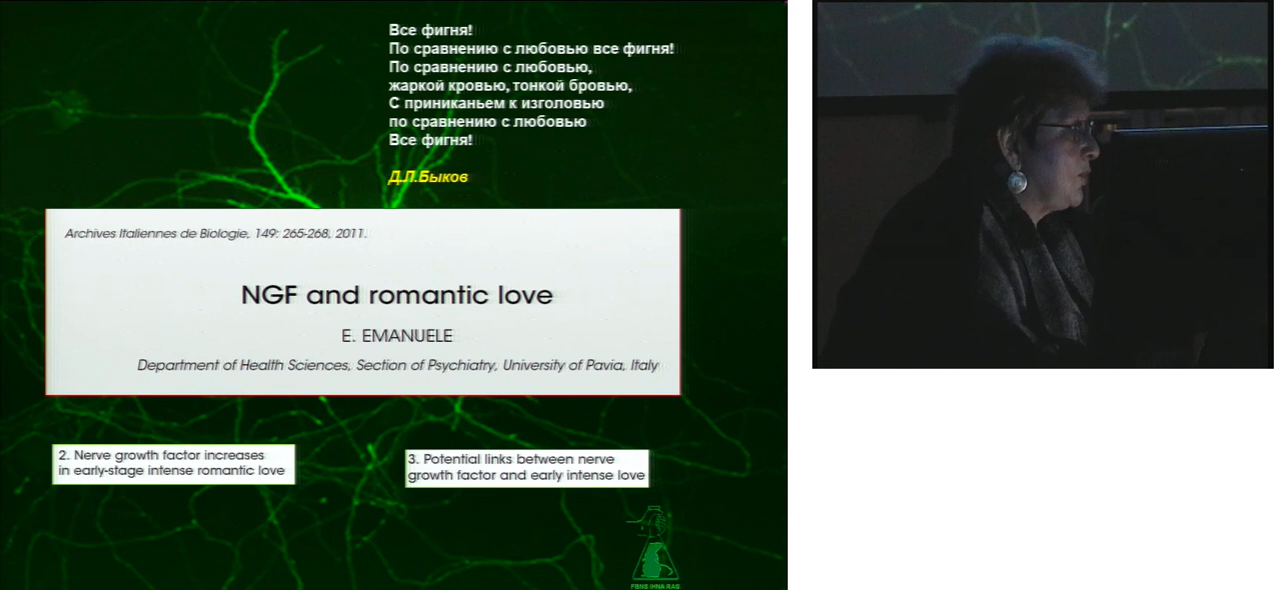 Все фигня!
По сравнению с любовью все фигня!
По сравнению с любовью,
жаркой кровью, тонкой бровью,
С приниканьем к изголовью
по сравнению с любовью
Все фигня!
Д.Л.Быков
Archives Italiennes de Biologie, 149: 265-268, 2011.
NGF and romantic love
E. EMANUELE
Department of Health Sciences, Section of Psychiatry, University of Pavia, Italy
2. Nerve growth factor increases
in early-stage intense romantic love
3. Potential links between nerve
growth factor and early intense love
FBNS IHNA RAS